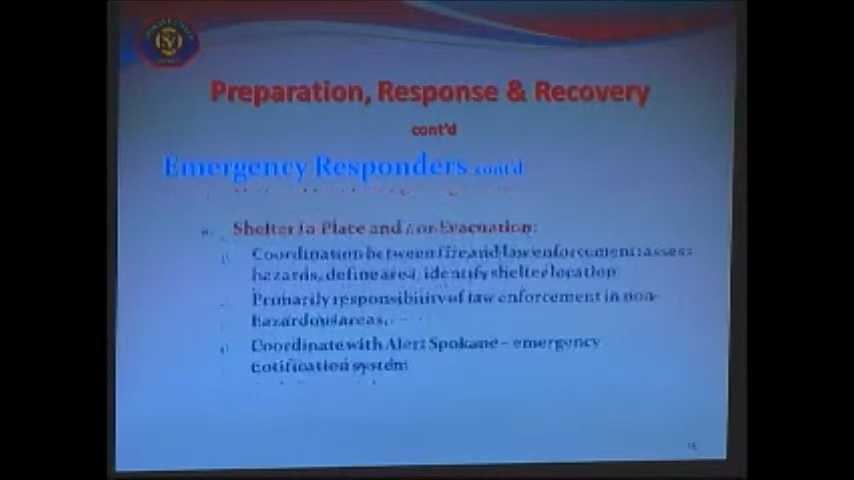 Preparation, Response & Recovery
cont'd
Emergency Responders cont'd
Shelter In Place and / or Evacuation:
Coordination between fire and law enforcement: assess
hazards, define area, identify shelter location
Primarily responsibility of law enforcement in non-
hazardous areas.
Coordinate with Alert Spokane – emergency
notification system